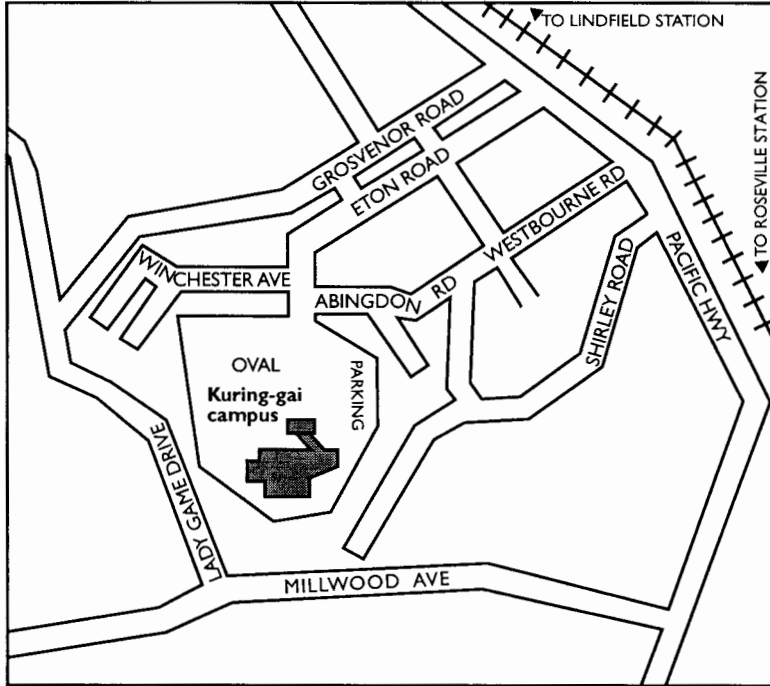 TO LINDFIELD STATION
TO ROSEVILLE STATION
GROSVENOR ROAD
ETON ROAD
WESTBOURNE RD
PACIFIC HWY
WINCHESTER AVE
ABINGDON RD
SHIRLEY ROAD
OVAL
PARKING
Kuring-gai
campus
LADY GAME DRIVE
MILLWOOD AVE